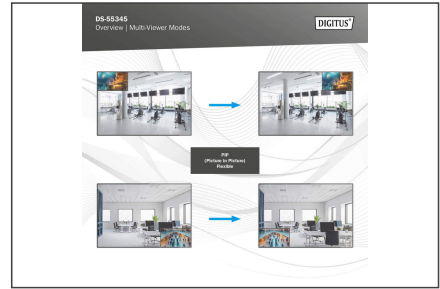 DS-55345
Overview | Multi-Viewer Modes
DIGITUS®
PIP
(Picture in Picture)
Flexible